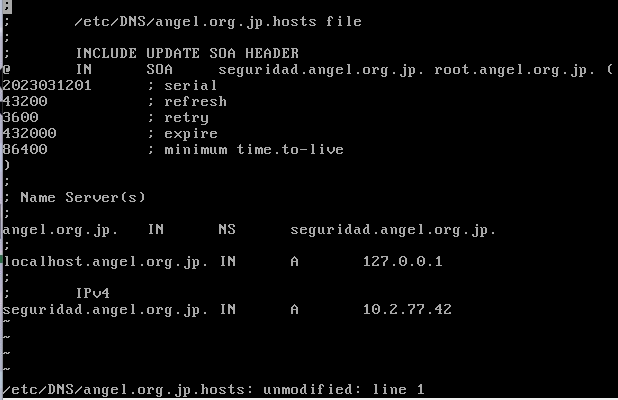 ;
;       /etc/DNS/angel.org.jp.hosts file
;
;       INCLUDE UPDATE SOA HEADER
@       IN      SOA     seguridad.angel.org.jp. root.angel.org.jp. (
2023031201      ; serial
43200           ; refresh
3600            ; retry
432000          ; expire
86400           ; minimum time.to-live
)
;
; Name Server(s)
;
angel.org.jp.   IN      NS      seguridad.angel.org.jp.
;
localhost.angel.org.jp. IN      A       127.0.0.1
;
;       IPv4
seguridad.angel.org.jp. IN      A       10.2.77.42
~
~
~
~
/etc/DNS/angel.org.jp.hosts: unmodified: line 1